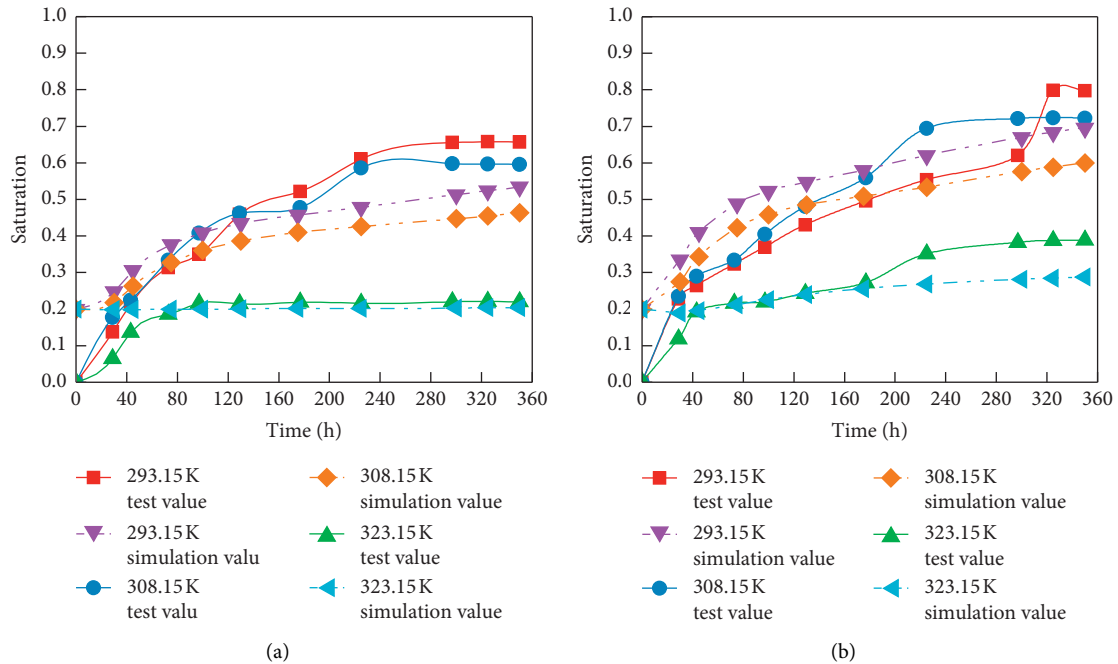 1.0
0.9
0.8
0.7
0.6
0.5
0.4
0.3
0.2
0.1
0.0
Saturation
0 40 80 120 160 200 240 280 320 360
Time (h)
293.15 K
test value
293.15 K
simulation valu
308.15 K
test valu
308.15 K
simulation value
323.15 K
test value
323.15 K
simulation value
(a)
1.0
0.9
0.8
0.7
0.6
0.5
0.4
0.3
0.2
0.1
0.0
Saturation
0 40 80 120 160 200 240 280 320 360
Time (h)
293.15 K
test value
293.15 K
simulation value
308.15 K
test value
308.15 K
simulation value
323.15 K
test value
323.15 K
simulation value
(b)